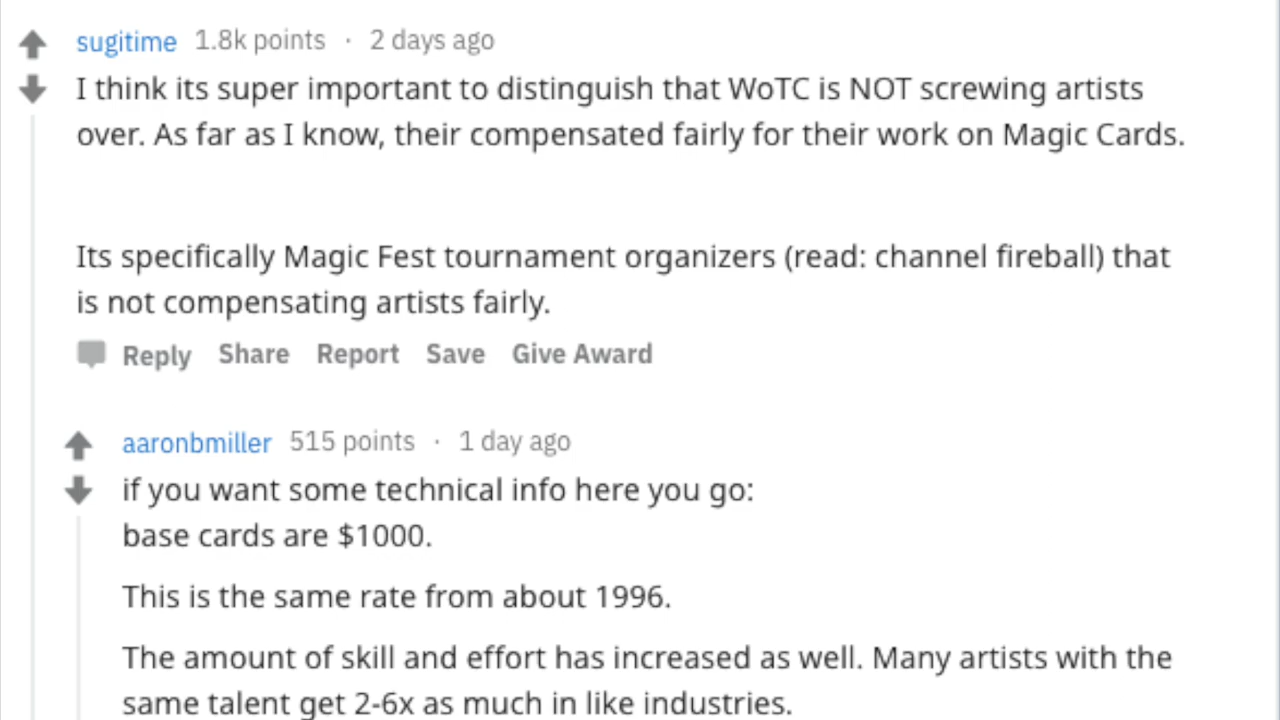 sugitime 1.8k points · 2 days ago
I think its super important to distinguish that WoTC is NOT screwing artists
over. As far as I know, their compensated fairly for their work on Magic Cards.
Its specifically Magic Fest tournament organizers (read: channel fireball) that
is not compensating artists fairly.
Reply Share Report Save Give Award
aaronbmiller 515 points · 1 day ago
if you want some technical info here you go:
base cards are $1000.
This is the same rate from about 1996.
The amount of skill and effort has increased as well. Many artists with the
same talent get 2-6x as much in like industries.